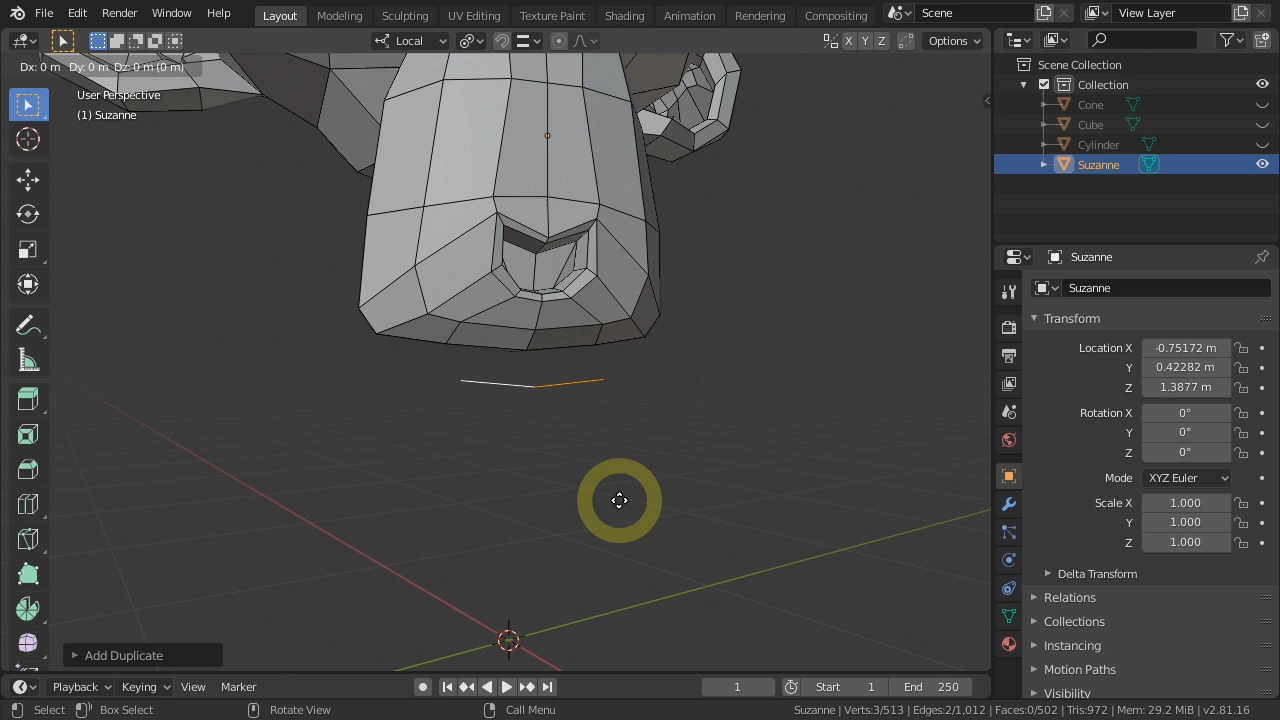 File Edit Render Window Help Layout Modeling Sculpting UV Editing Texture Paint Shading Animation Rendering Compositing Scene View Layer
Local X Y Z Options
Dx: 0 m Dy: 0 m Dz: 0 m (0 m)
User Perspective
(1) Suzanne
Scene Collection
Collection
Cone
Cube
Cylinder
Suzanne
Suzanne
Suzanne
Transform
Location X -0.75172 m
Y 0.42282 m
Z 1.3877 m
Rotation X 0°
Y 0°
Z 0°
Mode XYZ Euler
Scale X 1.000
Y 1.000
Z 1.000
Delta Transform
Relations
Collections
Instancing
Motion Paths
Visibility
Add Duplicate
Playback Keying View Marker 1 Start 1 End 250
Select Box Select Rotate View Call Menu Suzanne | Verts:3/513 | Edges:2/1,012 | Faces:0/502 | Tris:972 | Mem: 29.2 MiB | v2.81.16